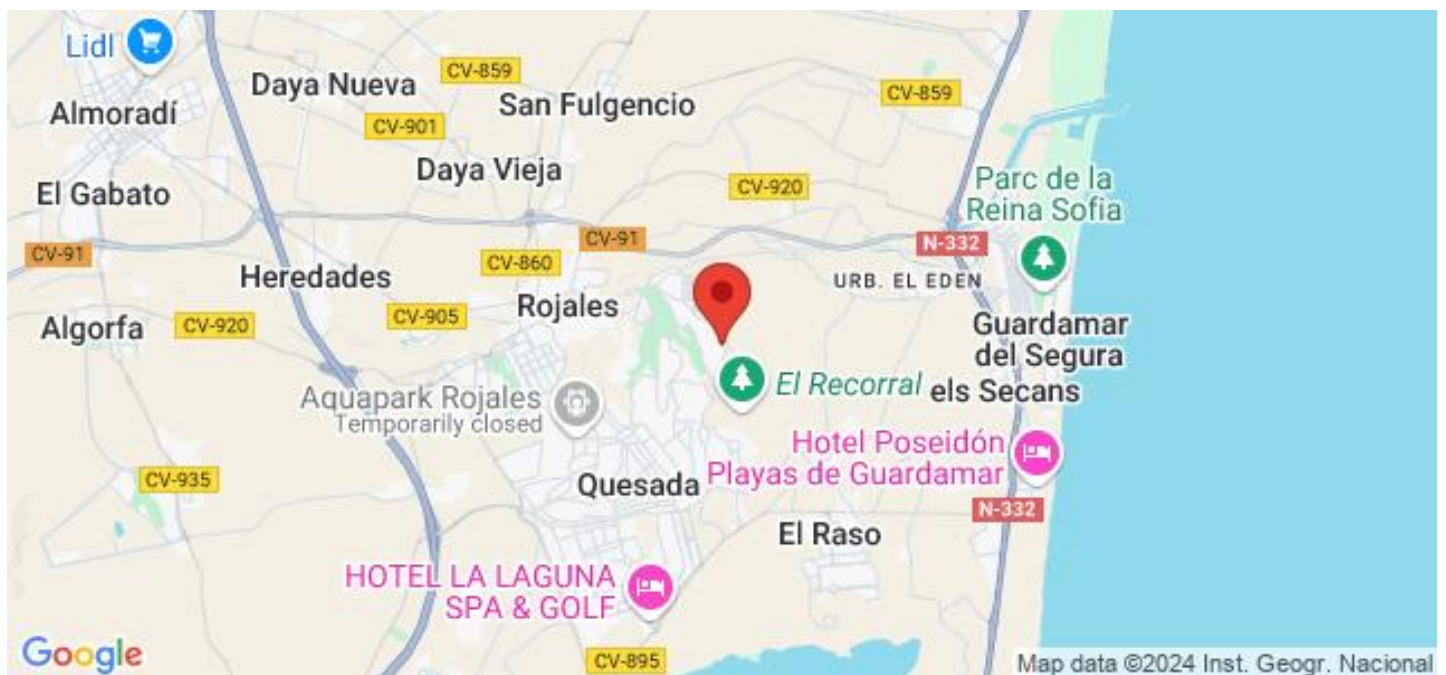 Lidl
Daya Nueva
CV-859
Almoradí
San Fulgencio
CV-859
CV-901
Daya Vieja
El Gabato
CV-920
Parc de la
Reina Sofia
CV-91
CV-91
N-332
CV-860
Heredades
URB. EL EDEN
Rojales
Algorfa
CV-920
CV-905
Guardamar
del Segura
Aquapark Rojales
Temporarily closed
El Recorral
els Secans
Hotel Poseidón
Playas de Guardamar
CV-935
Quesada
N-332
El Raso
HOTEL LA LAGUNA
SPA & GOLF
Google
CV-895
Map data ©2024 Inst. Geogr. Nacional